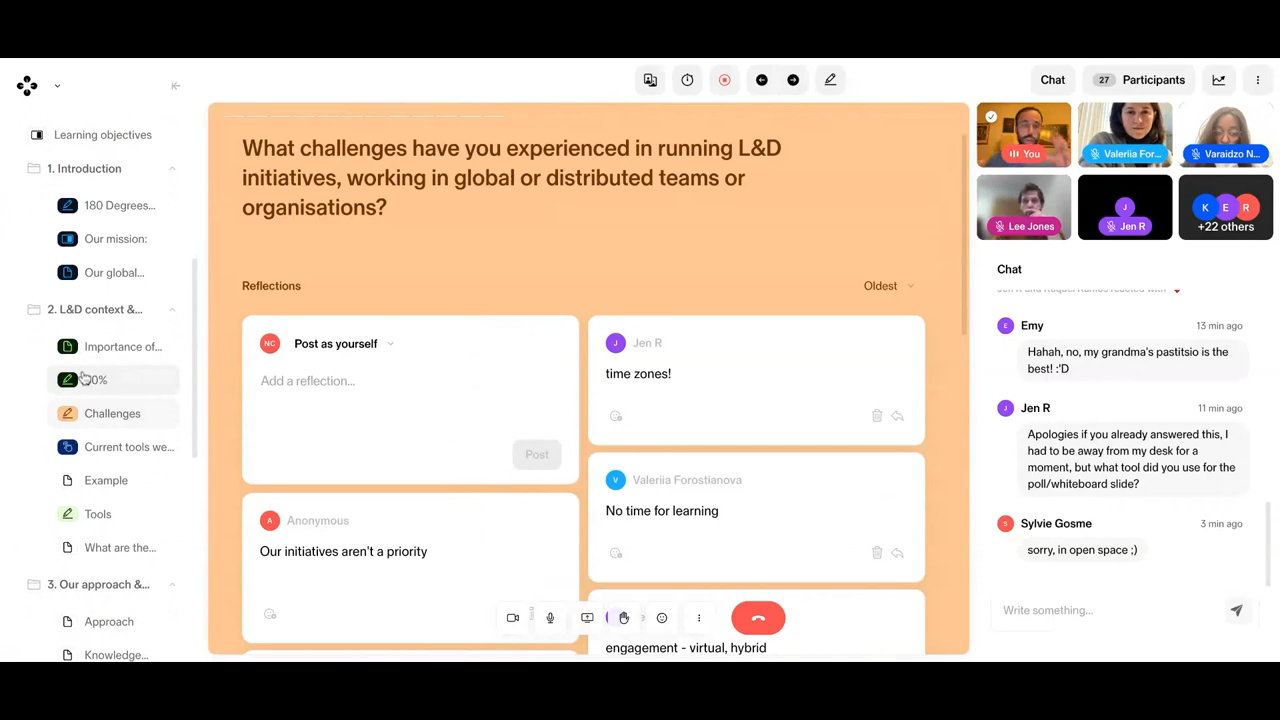 Chat
27 Participants
Learning objectives
1. Introduction
180 Degrees...
Our mission:
Our global...
2. L&D context &...
Importance of...
0%
Challenges
Current tools we...
Example
Tools
What are the...
3. Our approach &...
Approach
Knowledge...
What challenges have you experienced in running L&D
initiatives, working in global or distributed teams or
organisations?
Reflections
Oldest
NC Post as yourself
Add a reflection...
Post
J Jen R
time zones!
V Valeriia Forostianova
No time for learning
A Anonymous
Our initiatives aren't a priority
engagement - virtual, hybrid
You
Valeriia For...
Varaidzo N...
Lee Jones
J
Jen R
K E R
+22 others
Chat
Jen R and Raquel Ramos reacted with
E Emy 13 min ago
Hahah, no, my grandma's pastitsio is the
best! :'D
J Jen R 11 min ago
Apologies if you already answered this, I
had to be away from my desk for a
moment, but what tool did you use for the
poll/whiteboard slide?
S Sylvie Gosme 3 min ago
sorry, in open space ;)
Write something...